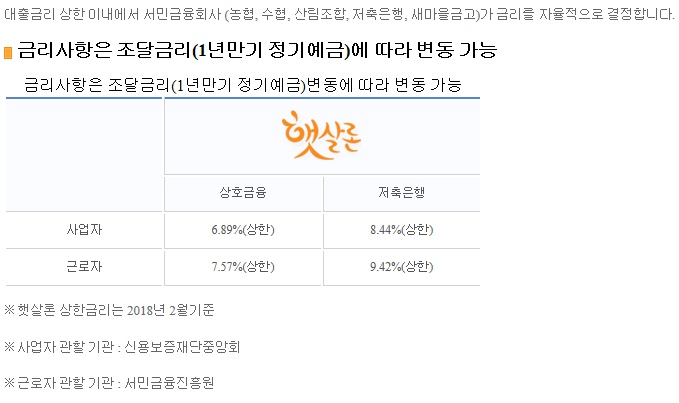 대출금리 상한 이내에서 서민금융회사 (농협, 수협, 산림조합, 저축은행, 새마을금고)가 금리를 자율적으로 결정합니다.
금리사항은 조달금리(1년만기 정기예금)에 따라 변동 가능
금리사항은 조달금리(1년만기 정기예금)변동에 따라 변동 가능
햇살론
상호금융 저축은행
사업자 6.89%(상한) 8.44%(상한)
근로자 7.57%(상한) 9.42%(상한)
※ 햇살론 상한금리는 2018년 2월기준
※ 사업자 관할 기관 : 신용보증재단중앙회
※ 근로자 관할 기관 : 서민금융진흥원